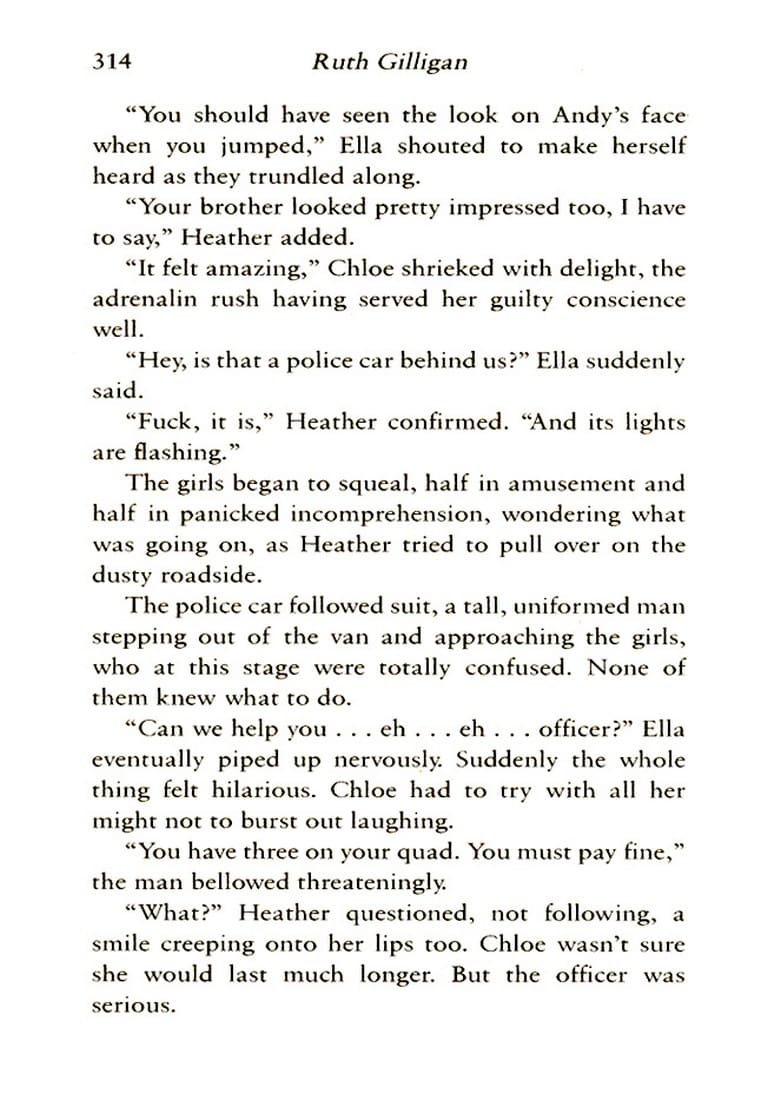 314 Ruth Gilligan
“You should have seen the look on Andy’s face
when you jumped,” Ella shouted to make herself
heard as they trundled along.
“Your brother looked pretty impressed too, I have
to say,” Heather added.
“It felt amazing,” Chloe shrieked with delight, the
adrenalin rush having served her guilty conscience
well.
“Hey, is that a police car behind us?” Ella suddenly
said.
“Fuck, it is,” Heather confirmed. “And its lights
are flashing.”
The girls began to squeal, half in amusement and
half in panicked incomprehension, wondering what
was going on, as Heather tried to pull over on the
dusty roadside.
The police car followed suit, a tall, uniformed man
stepping out of the van and approaching the girls,
who at this stage were totally confused. None of
them knew what to do.
“Can we help you . . . eh . . . eh . . . officer?” Ella
eventually piped up nervously. Suddenly the whole
thing felt hilarious. Chloe had to try with all her
might not to burst out laughing.
“You have three on your quad. You must pay fine,”
the man bellowed threateningly.
“What?” Heather questioned, not following, a
smile creeping onto her lips too. Chloe wasn’t sure
she would last much longer. But the officer was
serious.